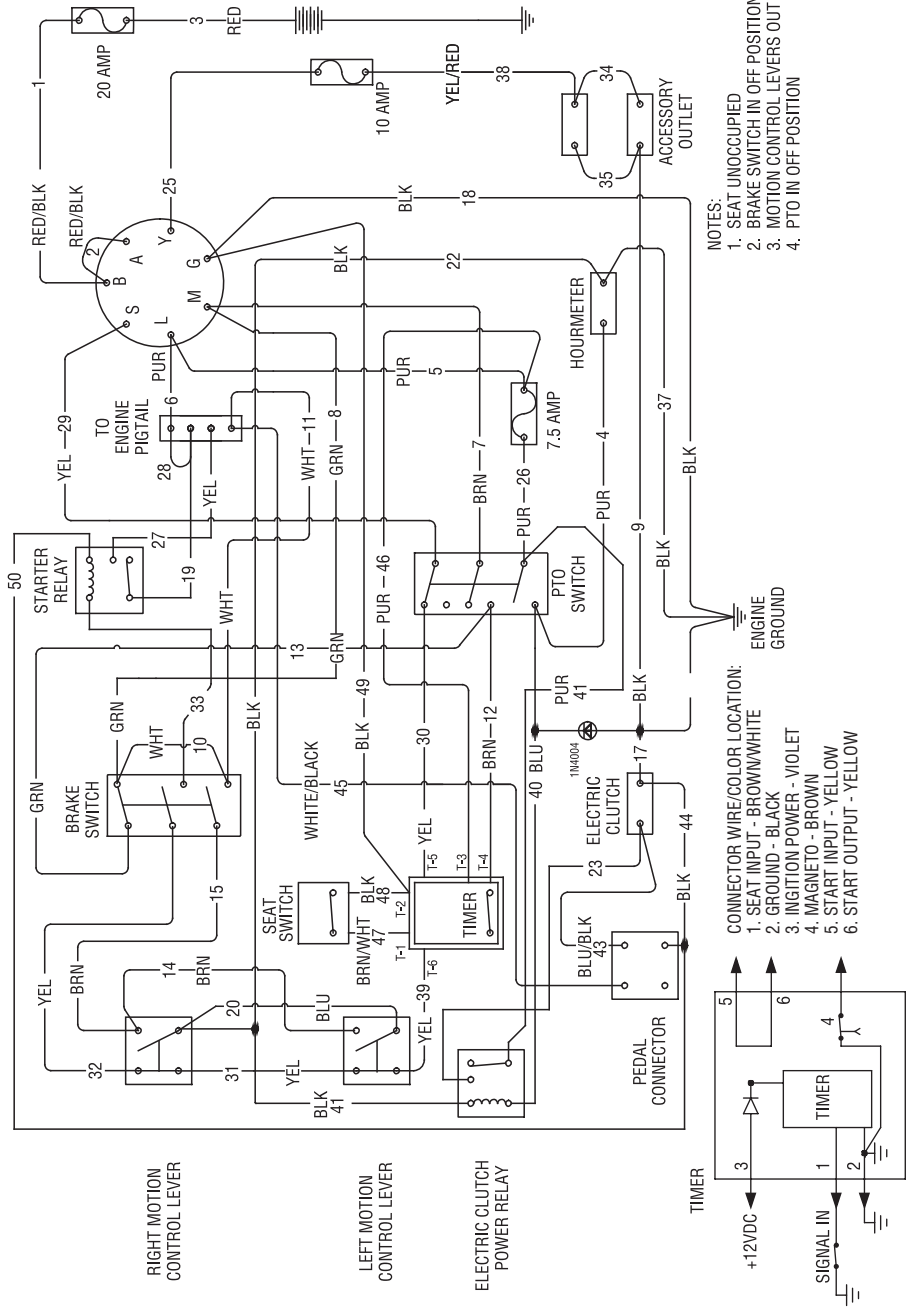 50
STARTER
RELAY
27
19
YEL
28
6
PUR
TO
ENGINE
PIGTAIL
YEL
29
S
B
A
L
Y
M
G
2
RED/BLK
RED/BLK
1
20 AMP
3
RED
25
10 AMP
YEL/RED
38
34
35
ACCESSORY
OUTLET
BLK
18
BLK
22
HOURMETER
37
BLK
BLK
PUR
4
9
PUR
5
7.5 AMP
PUR
26
BRN
7
PUR
46
WHT
11
GRN
8
WHT
33
13
GRN
BLK
GRN
GRN
WHT
10
BRAKE
SWITCH
15
YEL
BRN
14
BRN
20
BLU
32
31
YEL
YEL
39
BLK
41
RIGHT MOTION
CONTROL LEVER
LEFT MOTION
CONTROL LEVER
ELECTRIC CLUTCH
POWER RELAY
WHITE/BLACK
45
BLK
49
SEAT
SWITCH
BRN/WHT
47
BLK
48
T-1
T-2
T-3
T-4
T-5
T-6
TIMER
YEL
30
BRN
12
PTO
SWITCH
PUR
41
40
BLU
1N4004
BLK
17
ELECTRIC
CLUTCH
23
BLU/BLK
43
BLK
44
PEDAL
CONNECTOR
ENGINE
GROUND
NOTES:
1. SEAT UNOCCUPIED
2. BRAKE SWITCH IN OFF POSITION
3. MOTION CONTROL LEVERS OUT
4. PTO IN OFF POSITION
CONNECTOR WIRE/COLOR LOCATION:
1. SEAT INPUT - BROWN/WHITE
2. GROUND - BLACK
3. INGITION POWER - VIOLET
4. MAGNETO - BROWN
5. START INPUT - YELLOW
6. START OUTPUT - YELLOW
TIMER
+12VDC
SIGNAL IN
3
1
2
TIMER
5
6
4